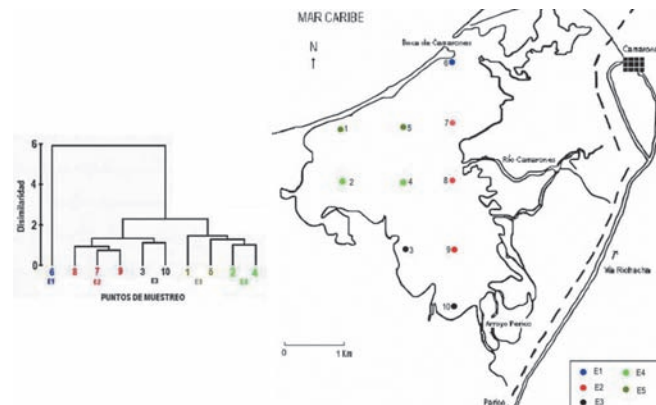 MAR CARIBE
N
Boca de Camarones
Camarones
6
1
5
7
Río Camarones
2
4
8
3
9
10
Arroyo Perico
Vía Riohacha
Perico
0 1 Km
E1
E2
E3
E4
E5
Disimilaridad
6
4
2
0
6 8 7 9 3 10 1 5 2 4
E1 E2 E3
PUNTOS DE MUESTREO